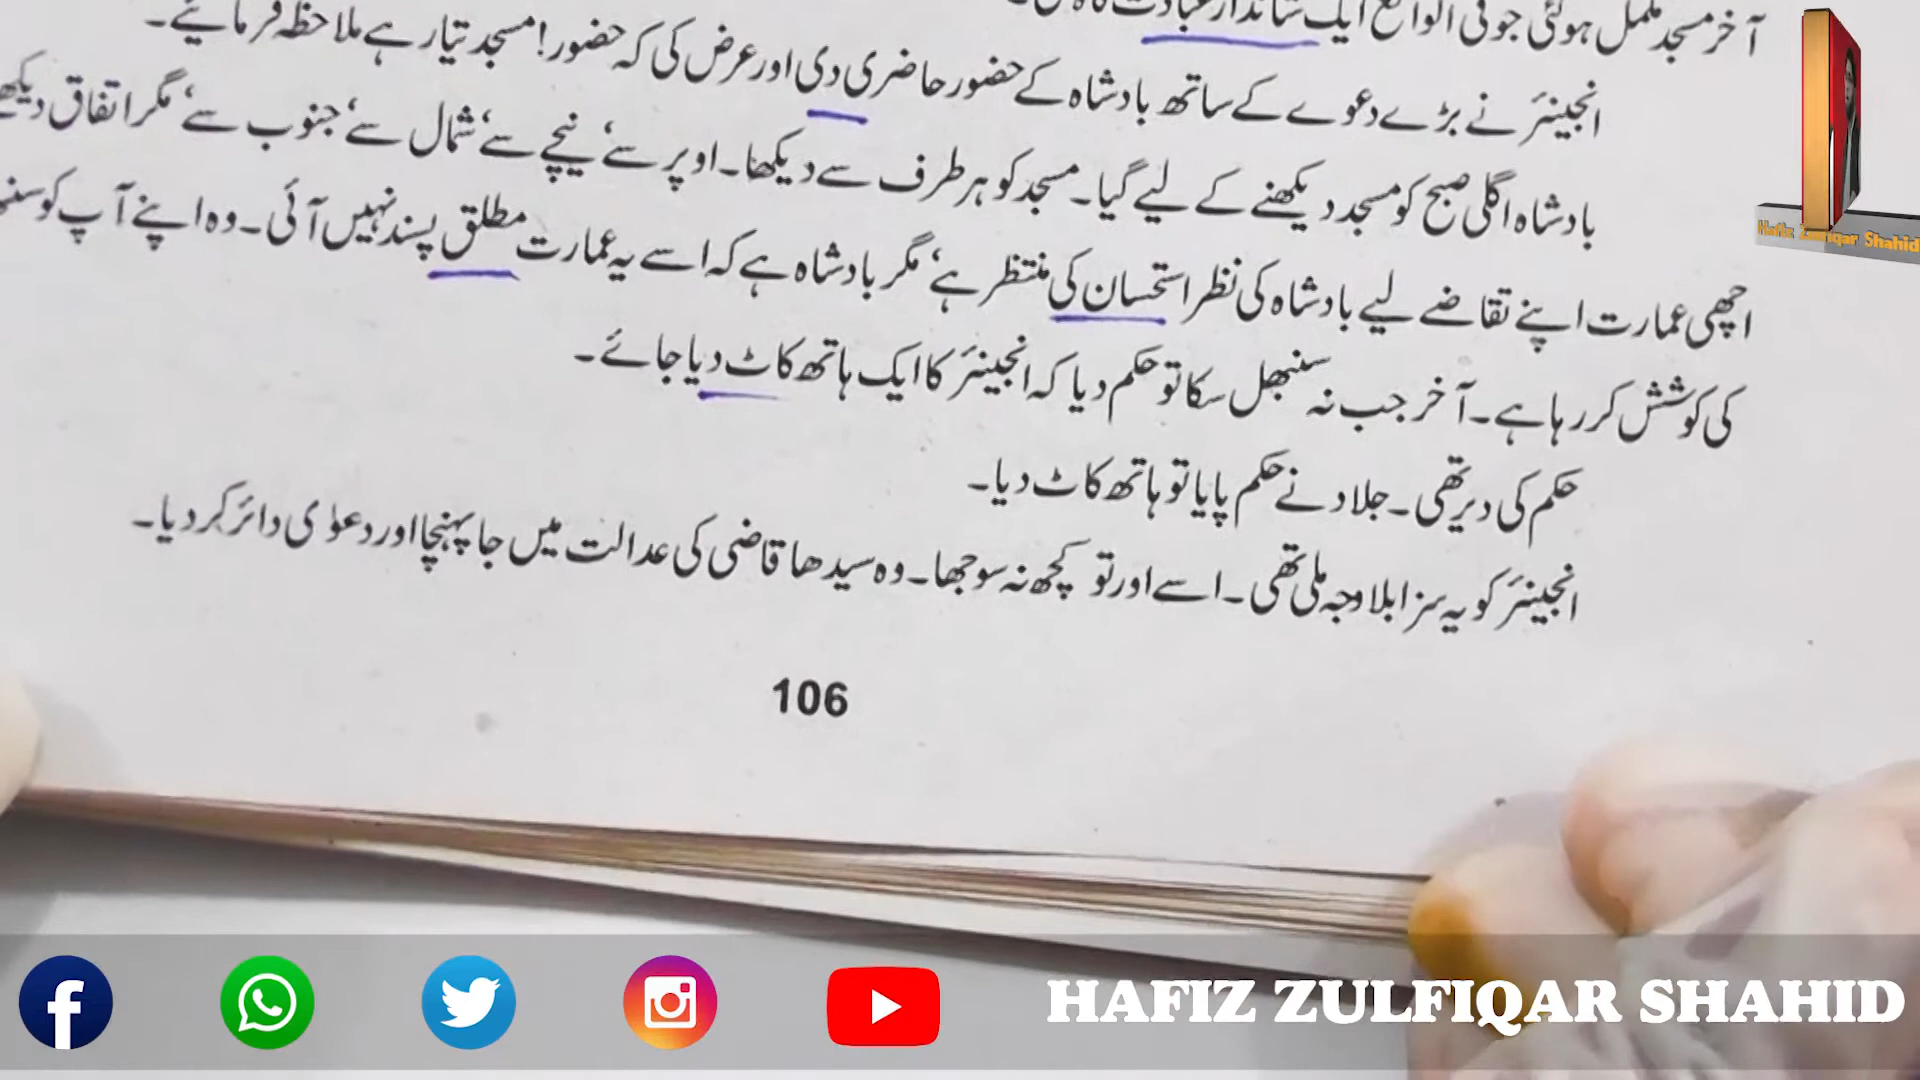 آخر مسجد مکمل ہوگئی جو فی الواقع ایک شاندار عبادت گاہ
انجینئر نے بڑے دعوے کے ساتھ بادشاہ کے حضور حاضری دی اور عرض کی کہ حضور! مسجد تیار ہے ملاحظہ فرمائیے۔
بادشاہ اگلی صبح کو مسجد دیکھنے کے لیے گیا۔ مسجد کو ہر طرف سے دیکھا۔ اوپر سے، نیچے سے، شمال سے، جنوب سے، مگر اتفاق
اچھی عمارت اپنے تقاضے لیے بادشاہ کی نظر استحسان کی منتظر ہے، مگر بادشاہ ہے کہ اسے یہ عمارت مطلق پسند نہیں آئی۔ وہ اپنے آپ کو
کی کوشش کر رہا ہے۔ آخر جب نہ سنبھل سکا تو حکم دیا کہ انجینئر کا ایک ہاتھ کاٹ دیا جائے۔
حکم کی دیر تھی۔ جلاد نے حکم پایا تو ہاتھ کاٹ دیا۔
انجینئر کو یہ سزا بلاوجہ ملی تھی۔ اسے اور تو کچھ نہ سوجھا۔ وہ سیدھا قاضی کی عدالت میں جا پہنچا اور دعویٰ دائر کر دیا۔
106
Hafiz Zulfiqar Shahid
HAFIZ ZULFIQAR SHAHID